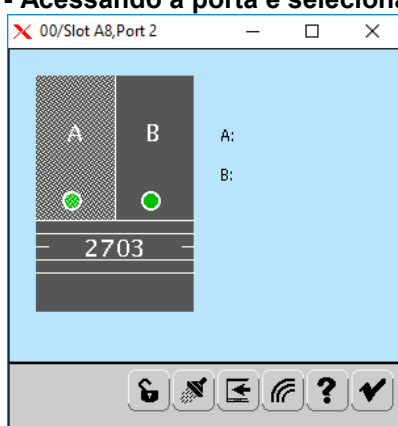 - Acessando a porta e seleciona
00/Slot A8,Port 2
A B A:
B:
2703
?